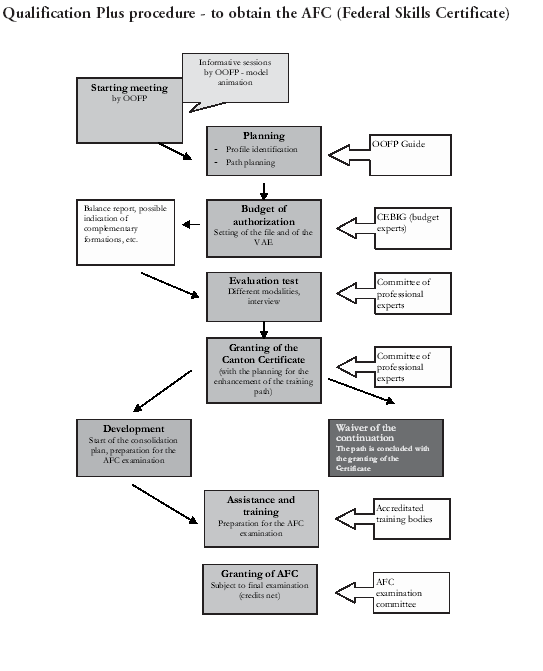 Qualification Plus procedure - to obtain the AFC (Federal Skills Certificate)
Informative sessions
by OOFP - model
animation
Starting meeting
by OOFP
Planning
- Profile identification
- Path planning
OOFP Guide
Budget of
authorization
Setting of the file and of the
VAE
Balance report, possible
indication of
complementary
formations, etc.
CEBIG (budget
experts)
Evaluation test
Different modalities,
interview
Committee of
professional
experts
Granting of the
Canton Certificate
(with the planning for the
enhancement of the training
path)
Committee of
professional
experts
Development
Start of the consolidation
plan, preparation for the
AFC examination
Waiver of the
continuation
The path is concluded with
the granting of the
Certificate
Assistance and
training
Preparation for the AFC
examination
Accreditated
training bodies
Granting of AFC
Subject to final examination
(credits net)
AFC
examination
committee